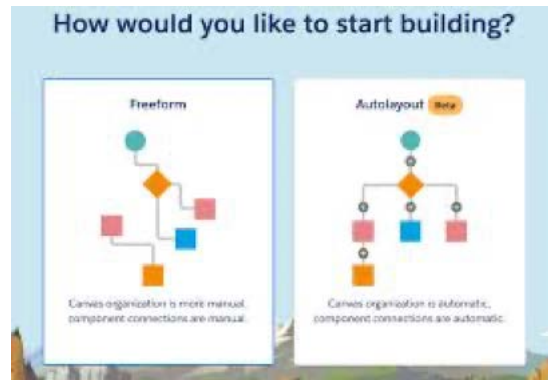 How would you like to start building?
Freeform
Canvas organization is more manual,
component connections are manual.
Autolayout Beta
Canvas organization is automatic,
component connections are automatic.